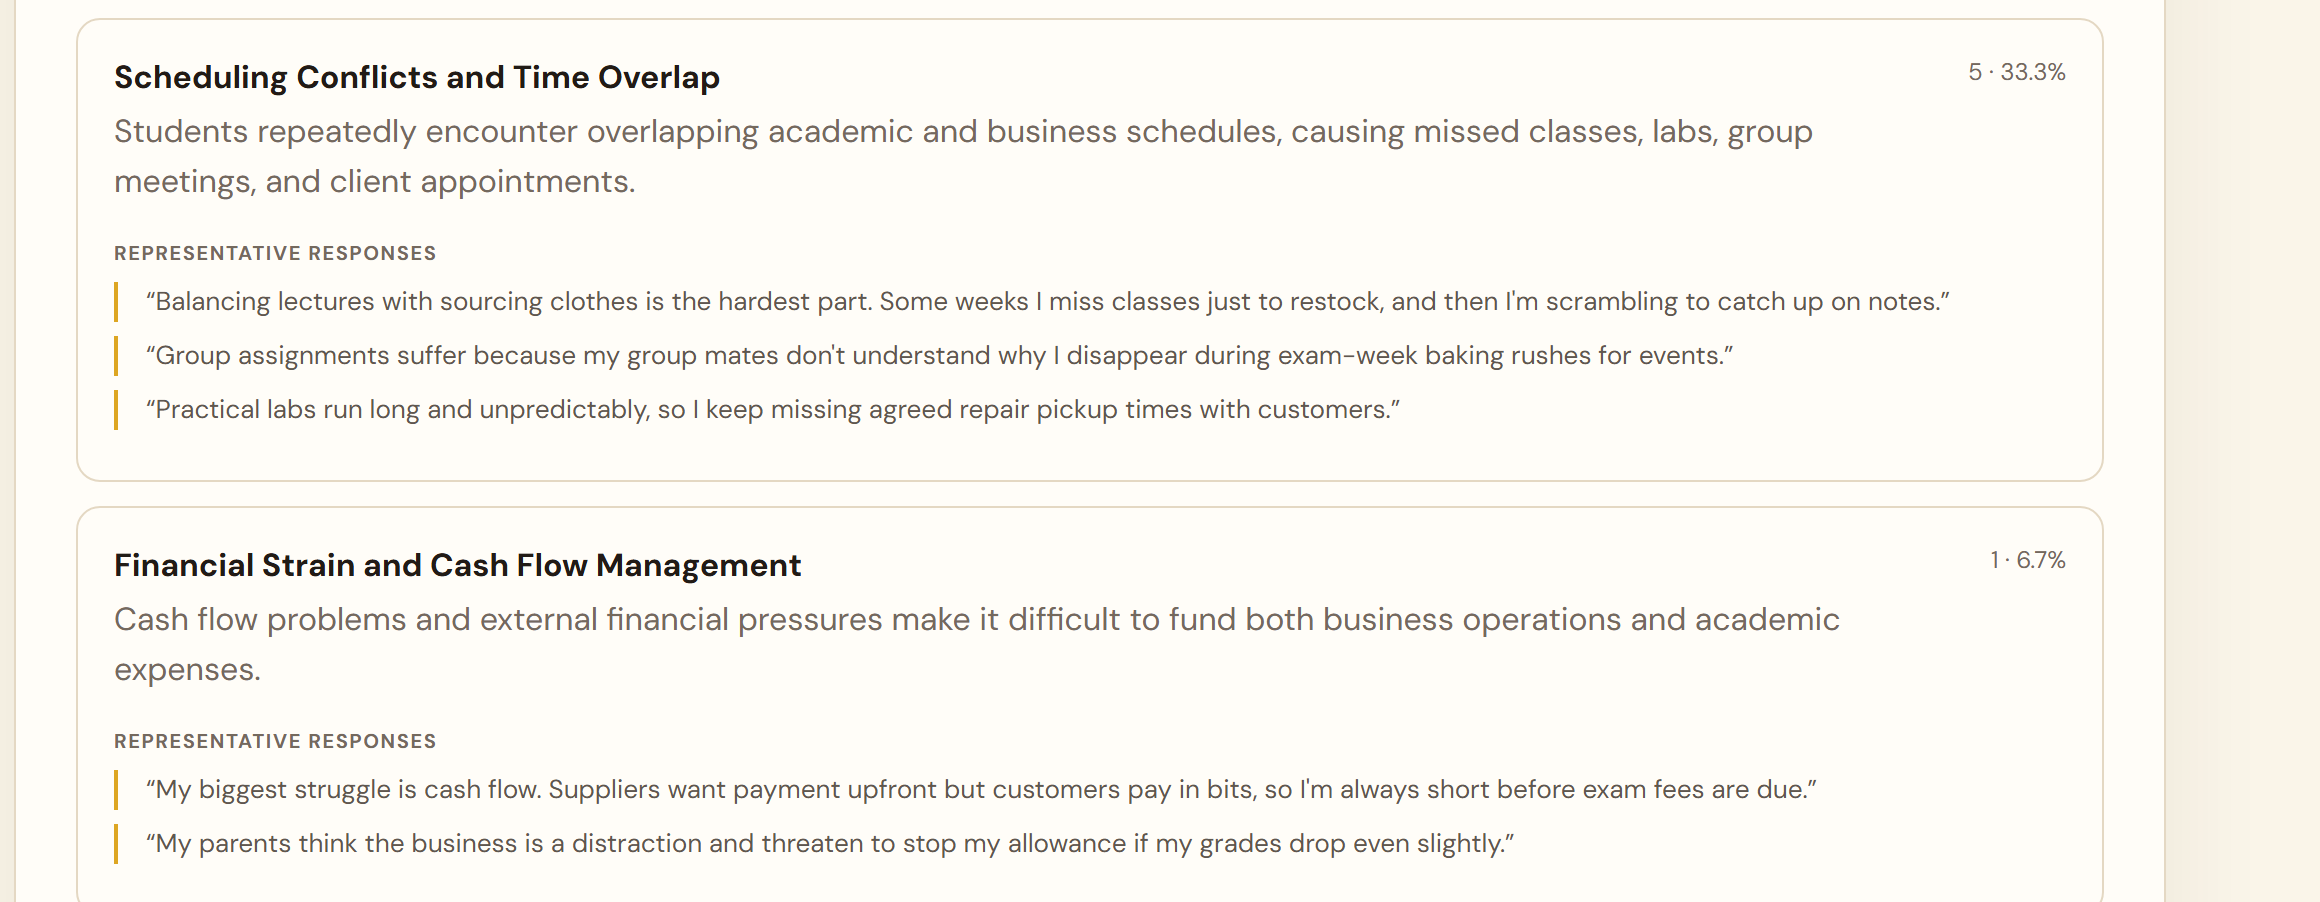 Scheduling Conflicts and Time Overlap
5 · 33.3%
Students repeatedly encounter overlapping academic and business schedules, causing missed classes, labs, group
meetings, and client appointments.
REPRESENTATIVE RESPONSES
“Balancing lectures with sourcing clothes is the hardest part. Some weeks I miss classes just to restock, and then I'm scrambling to catch up on notes.”
“Group assignments suffer because my group mates don't understand why I disappear during exam-week baking rushes for events.”
“Practical labs run long and unpredictably, so I keep missing agreed repair pickup times with customers.”
Financial Strain and Cash Flow Management
1 · 6.7%
Cash flow problems and external financial pressures make it difficult to fund both business operations and academic
expenses.
REPRESENTATIVE RESPONSES
“My biggest struggle is cash flow. Suppliers want payment upfront but customers pay in bits, so I'm always short before exam fees are due.”
“My parents think the business is a distraction and threaten to stop my allowance if my grades drop even slightly.”